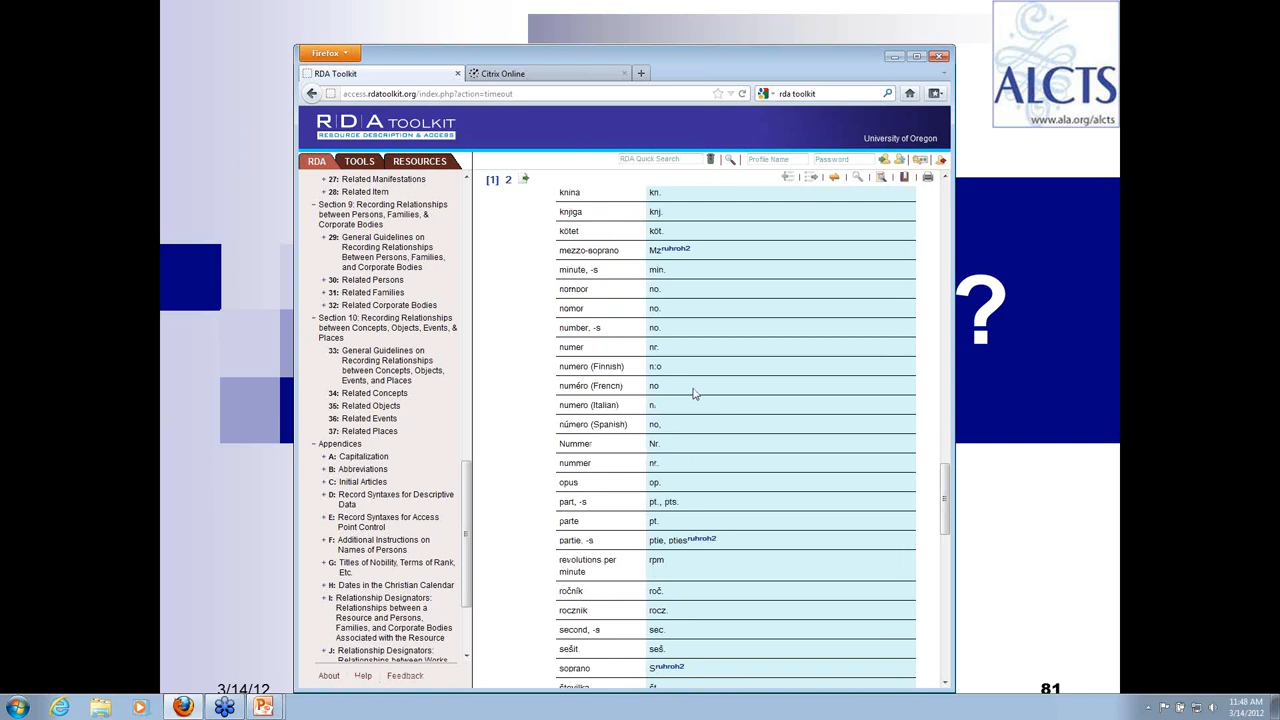 ALCTS
www.ala.org/alcts
Firefox
RDA Toolkit
Citrix Online
access.rdatoolkit.org/index.php?action=timeout
rda toolkit
R|D|A TOOLKIT
RESOURCE DESCRIPTION & ACCESS
University of Oregon
RDA
TOOLS
RESOURCES
RDA Quick Search
Profile Name
Password
[1] 2
27: Related Manifestations
28: Related Item
Section 9: Recording Relationships
between Persons, Families, &
Corporate Bodies
29: General Guidelines on
Recording Relationships
Between Persons, Families,
and Corporate Bodies
30: Related Persons
31: Related Families
32: Related Corporate Bodies
Section 10: Recording Relationships
between Concepts, Objects, Events, &
Places
33: General Guidelines on
Recording Relationships
between Concepts, Objects,
Events, and Places
34: Related Concepts
35: Related Objects
36: Related Events
37: Related Places
Appendices
A: Capitalization
B: Abbreviations
C: Initial Articles
D: Record Syntaxes for Descriptive
Data
E: Record Syntaxes for Access
Point Control
F: Additional Instructions on
Names of Persons
G: Titles of Nobility, Terms of Rank,
Etc.
H: Dates in the Christian Calendar
I: Relationship Designators:
Relationships between a
Resource and Persons,
Families, and Corporate Bodies
Associated with the Resource
J: Relationship Designators:
Relationships between Works
About Help Feedback
knina kn.
knjiga knj.
kötet köt.
mezzo-soprano Mzruhroh2
minute, -s min.
no.
nomor no.
number, -s no.
numer nr.
numero (Finnish) n:o
numéro (French) no
numero (Italian) n.
número (Spanish) no,
Nummer Nr.
nummer nr.
opus op.
part, -s pt., pts.
parte pt.
partie, -s ptie, ptiesruhroh2
revolutions per
minute rpm
ročník roč.
rocznik rocz.
second, -s sec.
sešit seš.
soprano Sruhroh2
?
3/14/12
81
11:48 AM
3/14/2012